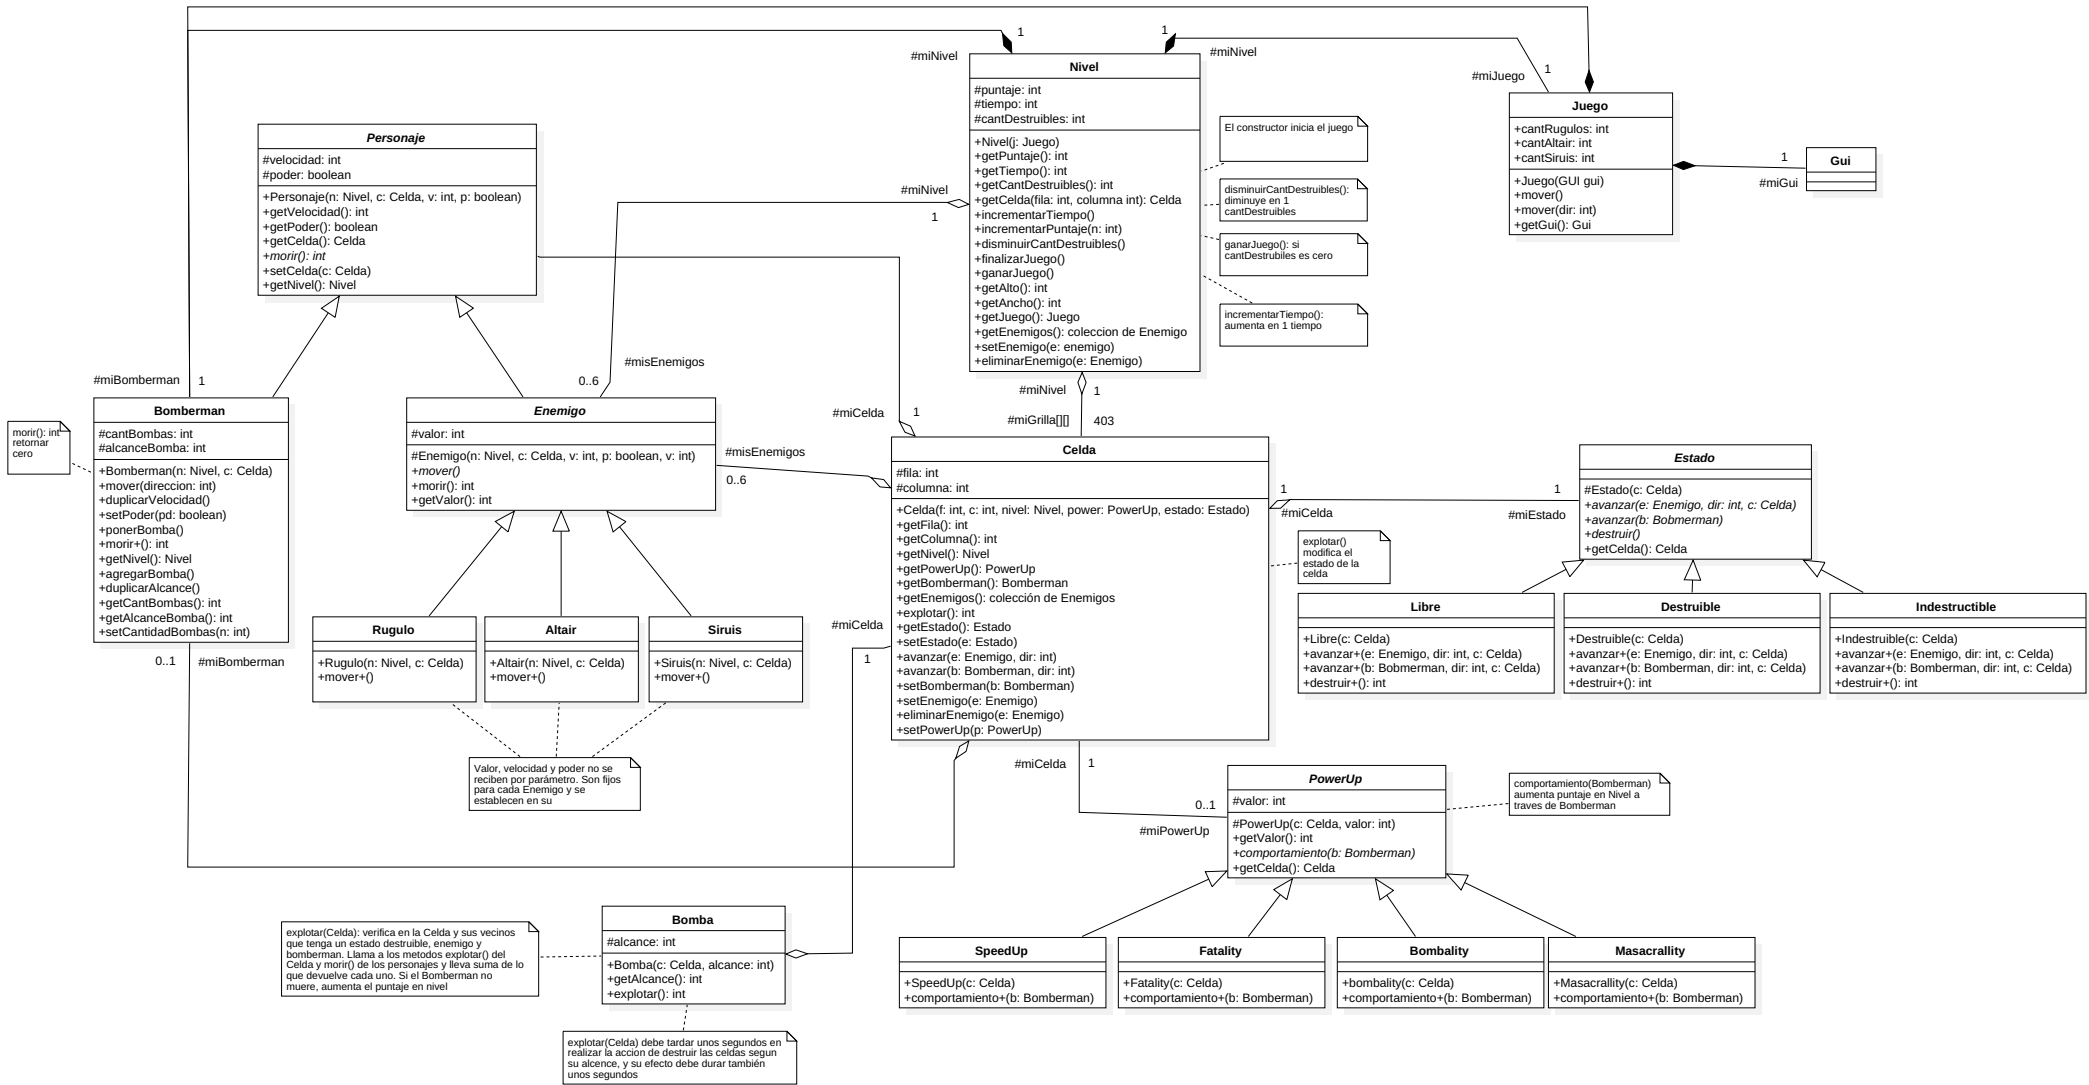 1
#miNivel
1
#miNivel
#miJuego
1
Nivel
#puntaje: int
#tiempo: int
#cantDestruibles: int
+Nivel(j: Juego)
+getPuntaje(): int
+getTiempo(): int
+getCantDestruibles(): int
+getCelda(fila: int, columna int): Celda
+incrementarTiempo()
+incrementarPuntaje(n: int)
+disminuirCantDestruibles()
+finalizarJuego()
+ganarJuego()
+getAlto(): int
+getAncho(): int
+getJuego(): Juego
+getEnemigos(): coleccion de Enemigo
+setEnemigo(e: enemigo)
+eliminarEnemigo(e: Enemigo)
El constructor inicia el juego
disminuirCantDestruibles():
diminuye en 1
cantDestruibles
ganarJuego(): si
cantDestrubiles es cero
incrementarTiempo():
aumenta en 1 tiempo
Juego
+cantRugulos: int
+cantAltair: int
+cantSiruis: int
+Juego(GUI gui)
+mover()
+mover(dir: int)
+getGui(): Gui
1
#miGui
Gui
Personaje
#velocidad: int
#poder: boolean
+Personaje(n: Nivel, c: Celda, v: int, p: boolean)
+getVelocidad(): int
+getPoder(): boolean
+getCelda(): Celda
+morir(): int
+setCelda(c: Celda)
+getNivel(): Nivel
#miNivel
1
#misEnemigos
0..6
#miBomberman
1
Bomberman
#cantBombas: int
#alcanceBomba: int
+Bomberman(n: Nivel, c: Celda)
+mover(direccion: int)
+duplicarVelocidad()
+setPoder(pd: boolean)
+ponerBomba()
+morir+(): int
+getNivel(): Nivel
+agregarBomba()
+duplicarAlcance()
+getCantBombas(): int
+getAlcanceBomba(): int
+setCantidadBombas(n: int)
morir(): int
retornar
cero
0..1
#miBomberman
Enemigo
#valor: int
#Enemigo(n: Nivel, c: Celda, v: int, p: boolean, v: int)
+mover()
+morir(): int
+getValor(): int
#misEnemigos
0..6
#miCelda
1
#miNivel
1
#miGrilla[][]
403
Rugulo
+Rugulo(n: Nivel, c: Celda)
+mover+()
Altair
+Altair(n: Nivel, c: Celda)
+mover+()
Siruis
+Siruis(n: Nivel, c: Celda)
+mover+()
Valor, velocidad y poder no se
reciben por parámetro. Son fijos
para cada Enemigo y se
establecen en su
Celda
#fila: int
#columna: int
+Celda(f: int, c: int, nivel: Nivel, power: PowerUp, estado: Estado)
+getFila(): int
+getColumna(): int
+getNivel(): Nivel
+getPowerUp(): PowerUp
+getBomberman(): Bomberman
+getEnemigos(): colección de Enemigos
+explotar(): int
+getEstado(): Estado
+setEstado(e: Estado)
+avanzar(e: Enemigo, dir: int)
+avanzar(b: Bomberman, dir: int)
+setBomberman(b: Bomberman)
+setEnemigo(e: Enemigo)
+eliminarEnemigo(e: Enemigo)
+setPowerUp(p: PowerUp)
1
#miCelda
1
#miEstado
explotar()
modifica el
estado de la
celda
Estado
#Estado(c: Celda)
+avanzar(e: Enemigo, dir: int, c: Celda)
+avanzar(b: Bobmerman)
+destruir()
+getCelda(): Celda
Libre
+Libre(c: Celda)
+avanzar+(e: Enemigo, dir: int, c: Celda)
+avanzar+(b: Bobmerman, dir: int, c: Celda)
+destruir+(): int
Destruible
+Destruible(c: Celda)
+avanzar+(e: Enemigo, dir: int, c: Celda)
+avanzar+(b: Bomberman, dir: int, c: Celda)
+destruir+(): int
Indestructible
+Indestruible(c: Celda)
+avanzar+(e: Enemigo, dir: int, c: Celda)
+avanzar+(b: Bomberman, dir: int, c: Celda)
+destruir+(): int
#miCelda
1
#miCelda
1
0..1
#miPowerUp
PowerUp
#valor: int
#PowerUp(c: Celda, valor: int)
+getValor(): int
+comportamiento(b: Bomberman)
+getCelda(): Celda
comportamiento(Bomberman)
aumenta puntaje en Nivel a
traves de Bomberman
Bomba
#alcance: int
+Bomba(c: Celda, alcance: int)
+getAlcance(): int
+explotar(): int
explotar(Celda): verifica en la Celda y sus vecinos
que tenga un estado destruible, enemigo y
bomberman. Llama a los metodos explotar() del
Celda y morir() de los personajes y lleva suma de lo
que devuelve cada uno. Si el Bomberman no
muere, aumenta el puntaje en nivel
explotar(Celda) debe tardar unos segundos en
realizar la accion de destruir las celdas segun
su alcence, y su efecto debe durar también
unos segundos
SpeedUp
+SpeedUp(c: Celda)
+comportamiento+(b: Bomberman)
Fatality
+Fatality(c: Celda)
+comportamiento+(b: Bomberman)
Bombality
+bombality(c: Celda)
+comportamiento+(b: Bomberman)
Masacrallity
+Masacrallity(c: Celda)
+comportamiento+(b: Bomberman)